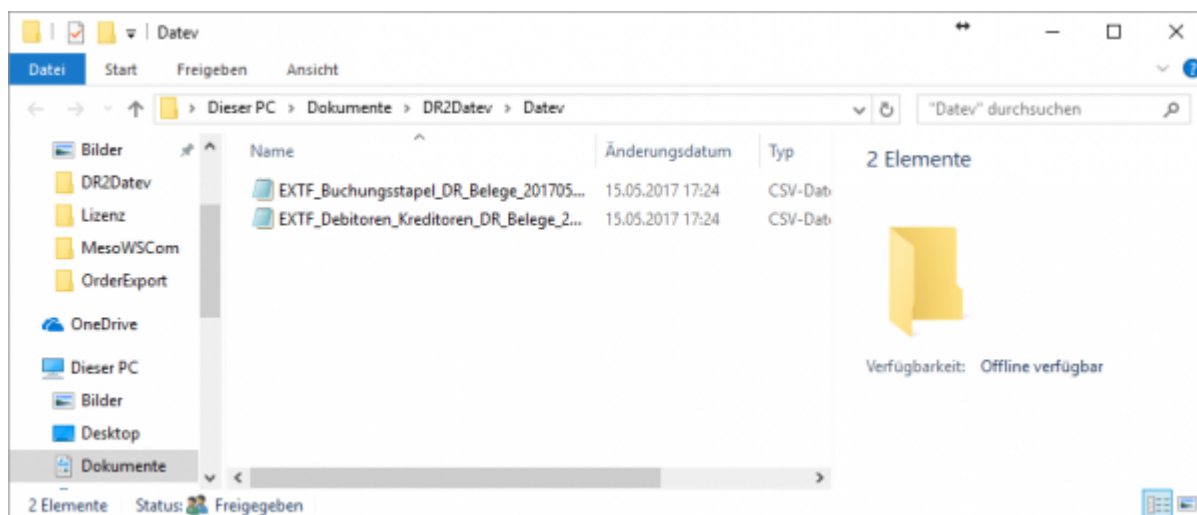 Datev
Datei Start Freigeben Ansicht
Dieser PC > Dokumente > DR2Datev > Datev
"Datev" durchsuchen
Bilder
DR2Datev
Lizenz
MesoWSCom
OrderExport
OneDrive
Dieser PC
Bilder
Desktop
Dokumente
Name Änderungsdatum Typ
EXTF_Buchungsstapel_DR_Belege_201705... 15.05.2017 17:24 CSV-Date
EXTF_Debitoren_Kreditoren_DR_Belege_2... 15.05.2017 17:24 CSV-Date
2 Elemente
Verfügbarkeit: Offline verfügbar
2 Elemente Status: Freigegeben